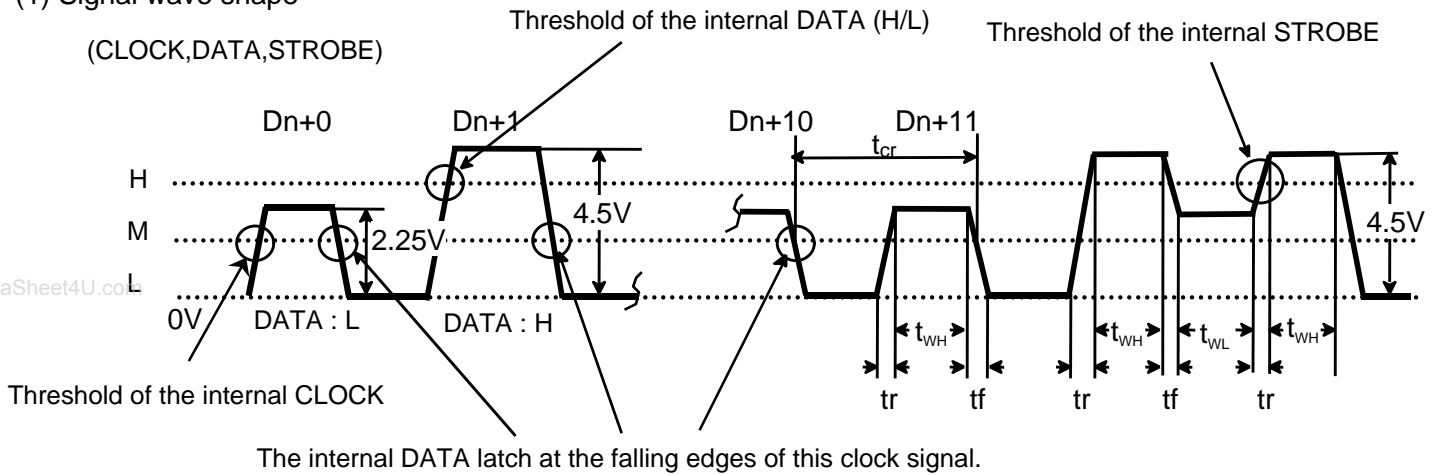 (1) Signal wave shape
(CLOCK,DATA,STROBE)
Threshold of the internal DATA (H/L)
Threshold of the internal STROBE
Dn+0
Dn+1
Dn+10
Dn+11
tcr
H
M
L
2.25V
4.5V
4.5V
aSheet4U.com
0V
DATA : L
DATA : H
tWH
tWH
tWL
tWH
tr
tf
tr
tf
tr
Threshold of the internal CLOCK
The internal DATA latch at the falling edges of this clock signal.